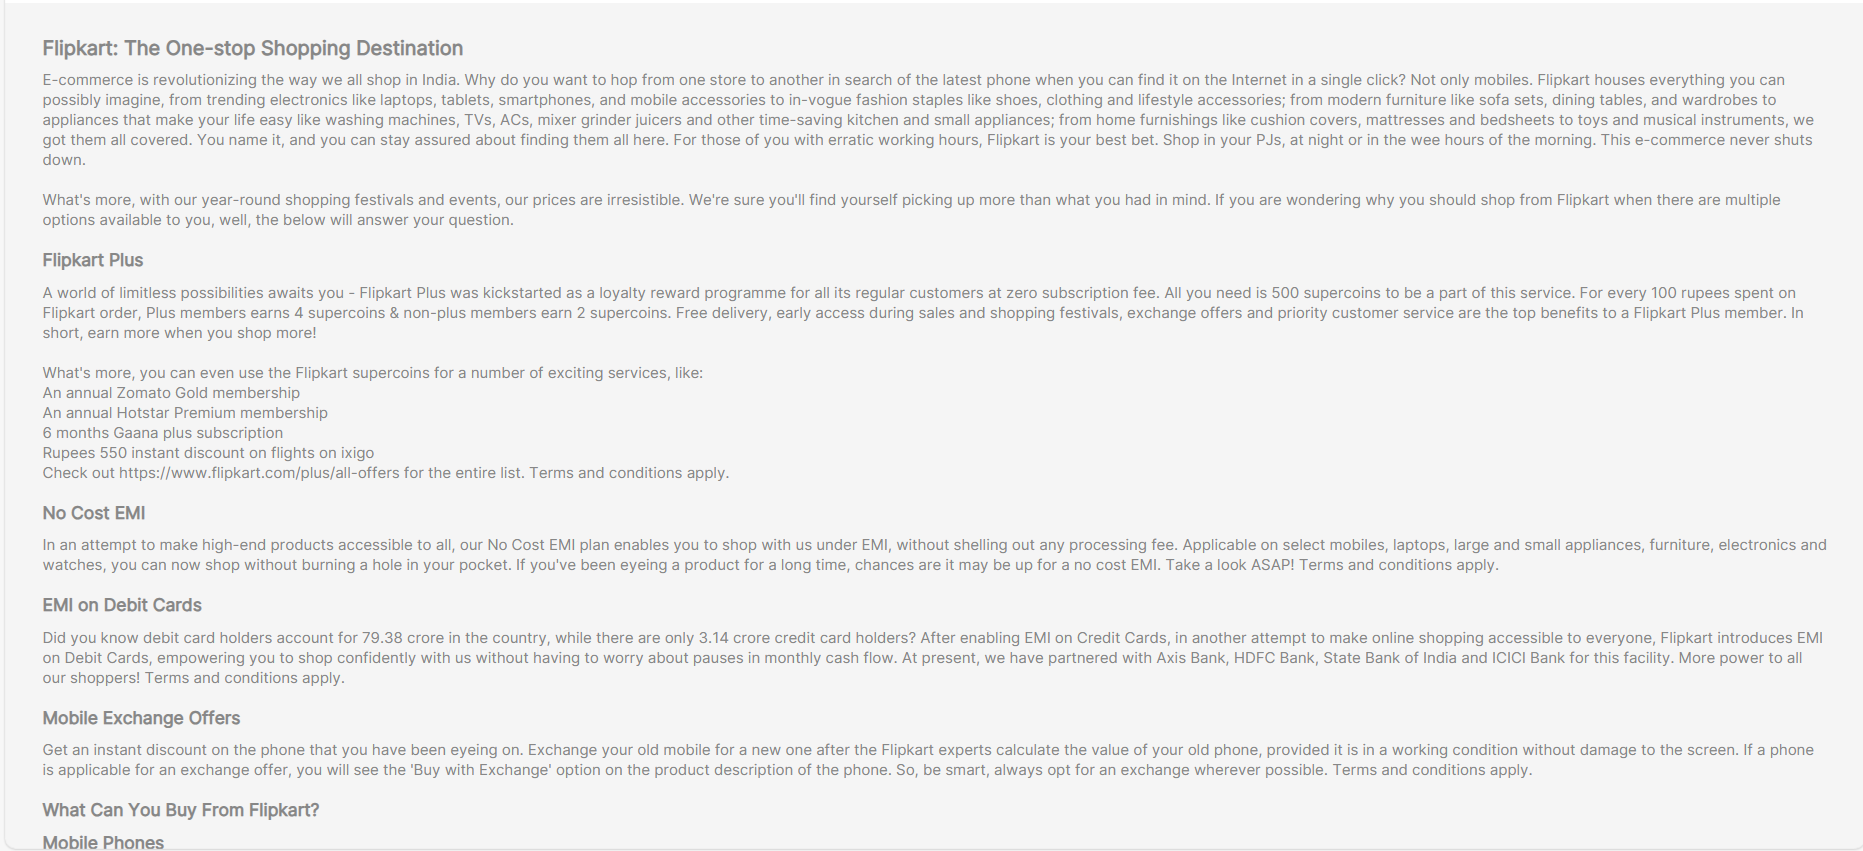 Flipkart: The One-stop Shopping Destination
E-commerce is revolutionizing the way we all shop in India. Why do you want to hop from one store to another in search of the latest phone when you can find it on the Internet in a single click? Not only mobiles. Flipkart houses everything you can
possibly imagine, from trending electronics like laptops, tablets, smartphones, and mobile accessories to in-vogue fashion staples like shoes, clothing and lifestyle accessories; from modern furniture like sofa sets, dining tables, and wardrobes to
appliances that make your life easy like washing machines, TVs, ACs, mixer grinder juicers and other time-saving kitchen and small appliances; from home furnishings like cushion covers, mattresses and bedsheets to toys and musical instruments, we
got them all covered. You name it, and you can stay assured about finding them all here. For those of you with erratic working hours, Flipkart is your best bet. Shop in your PJs, at night or in the wee hours of the morning. This e-commerce never shuts
down.
What's more, with our year-round shopping festivals and events, our prices are irresistible. We're sure you'll find yourself picking up more than what you had in mind. If you are wondering why you should shop from Flipkart when there are multiple
options available to you, well, the below will answer your question.
Flipkart Plus
A world of limitless possibilities awaits you - Flipkart Plus was kickstarted as a loyalty reward programme for all its regular customers at zero subscription fee. All you need is 500 supercoins to be a part of this service. For every 100 rupees spent on
Flipkart order, Plus members earns 4 supercoins & non-plus members earn 2 supercoins. Free delivery, early access during sales and shopping festivals, exchange offers and priority customer service are the top benefits to a Flipkart Plus member. In
short, earn more when you shop more!
What's more, you can even use the Flipkart supercoins for a number of exciting services, like:
An annual Zomato Gold membership
An annual Hotstar Premium membership
6 months Gaana plus subscription
Rupees 550 instant discount on flights on ixigo
Check out https://www.flipkart.com/plus/all-offers for the entire list. Terms and conditions apply.
No Cost EMI
In an attempt to make high-end products accessible to all, our No Cost EMI plan enables you to shop with us under EMI, without shelling out any processing fee. Applicable on select mobiles, laptops, large and small appliances, furniture, electronics and
watches, you can now shop without burning a hole in your pocket. If you've been eyeing a product for a long time, chances are it may be up for a no cost EMI. Take a look ASAP! Terms and conditions apply.
EMI on Debit Cards
Did you know debit card holders account for 79.38 crore in the country, while there are only 3.14 crore credit card holders? After enabling EMI on Credit Cards, in another attempt to make online shopping accessible to everyone, Flipkart introduces EMI
on Debit Cards, empowering you to shop confidently with us without having to worry about pauses in monthly cash flow. At present, we have partnered with Axis Bank, HDFC Bank, State Bank of India and ICICI Bank for this facility. More power to all
our shoppers! Terms and conditions apply.
Mobile Exchange Offers
Get an instant discount on the phone that you have been eyeing on. Exchange your old mobile for a new one after the Flipkart experts calculate the value of your old phone, provided it is in a working condition without damage to the screen. If a phone
is applicable for an exchange offer, you will see the 'Buy with Exchange' option on the product description of the phone. So, be smart, always opt for an exchange wherever possible. Terms and conditions apply.
What Can You Buy From Flipkart?
Mobile Phones